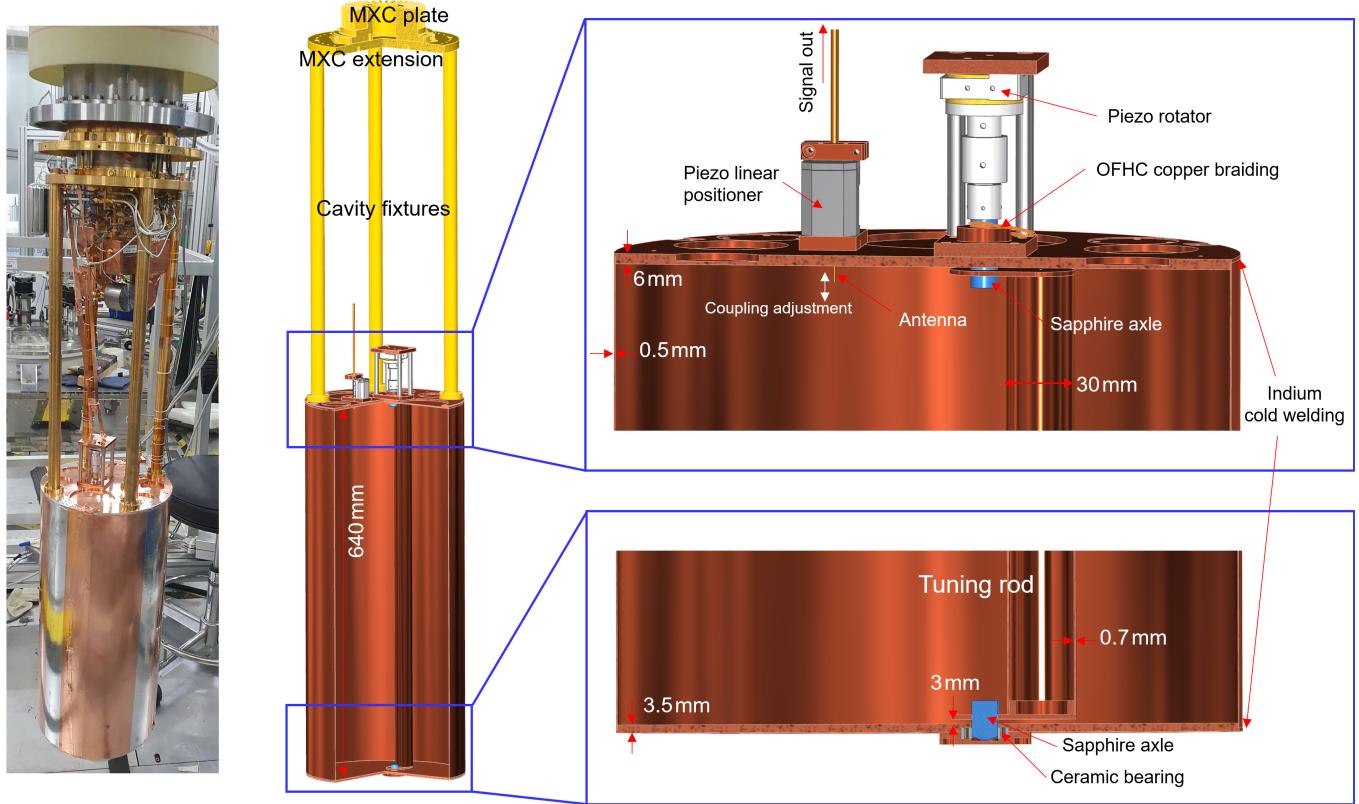 MXC plate
MXC extension
Cavity fixtures
640mm
Signal out
Piezo rotator
Piezo linear
positioner
OFHC copper braiding
6mm
Coupling adjustment
Antenna
Sapphire axle
0.5mm
30mm
Indium
cold welding
Tuning rod
0.7mm
3mm
3.5mm
Sapphire axle
Ceramic bearing